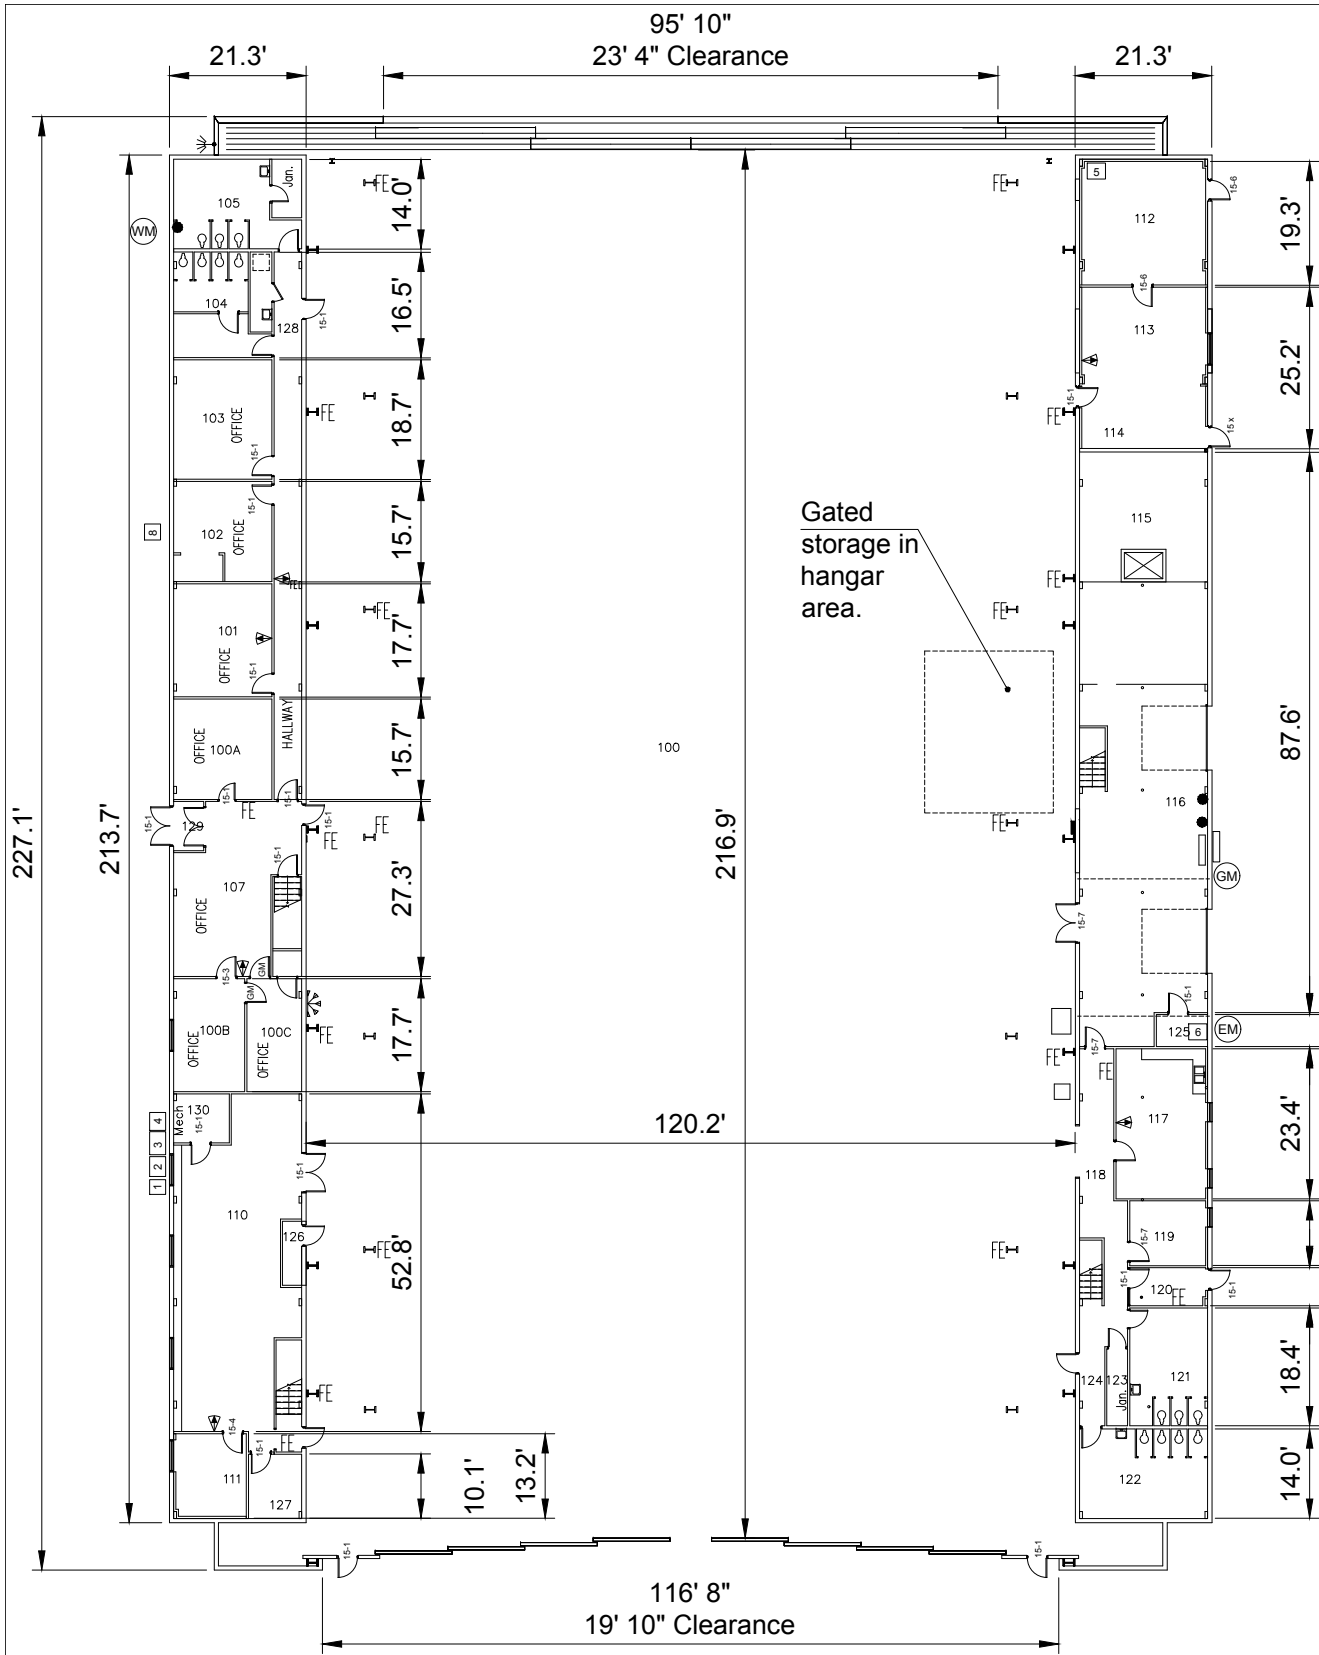 95' 10"
21.3'
23' 4" Clearance
21.3'
227.1'
213.7'
WM
8
4
3
2
1
105
Jan.
104
128
15-1
103
OFFICE
15-1
102
OFFICE
15-1
FE
101
OFFICE
15-1
100A
OFFICE
HALLWAY
15-1
15-1
FE
15-1
129
15-1
107
OFFICE
15-1
15-3
GM
GM
100B
OFFICE
100C
OFFICE
130
Mech
15-1
15-1
110
126
15-4
15-1
FE
111
127
14.0'
16.5'
18.7'
15.7'
17.7'
15.7'
27.3'
17.7'
52.8'
10.1'
13.2'
FE
FE
FE
FE
FE
FE
FE
FE
100
216.9'
120.2'
Gated
storage in
hangar
area.
FE
FE
FE
FE
FE
FE
FE
5
112
15-6
15-6
113
15-1
114
15 x
115
116
GM
15-7
15-1
125
6
EM
15-7
FE
117
118
119
15-7
15-1
120
FE
15-1
121
124
123
Jan.
122
19.3'
25.2'
87.6'
23.4'
18.4'
14.0'
15-1
15-1
116' 8"
19' 10" Clearance